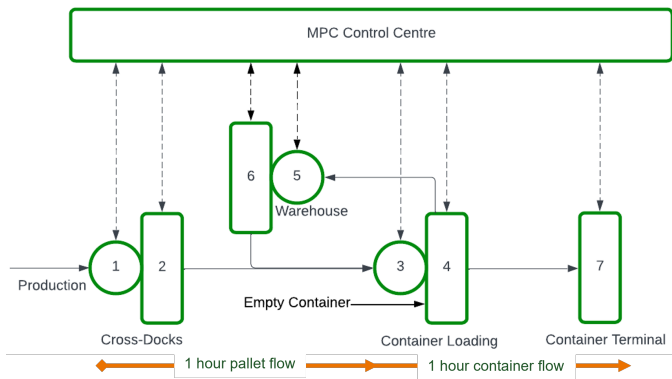 MPC Control Centre
6
5
Warehouse
1
2
3
4
7
Production
Empty Container
Cross-Docks
Container Loading
Container Terminal
1 hour pallet flow
1 hour container flow